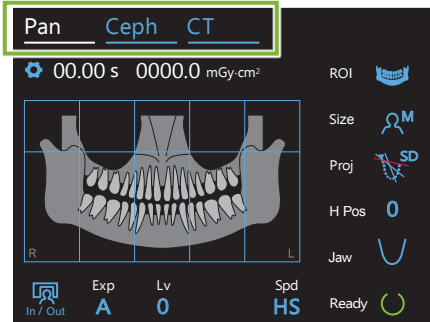 Pan Ceph CT
00.00 s 0000.0 mGy·cm²
ROI
Size M
Proj SD
H Pos 0
R L
Jaw
Exp Lv Spd
In / Out A 0 HS
Ready